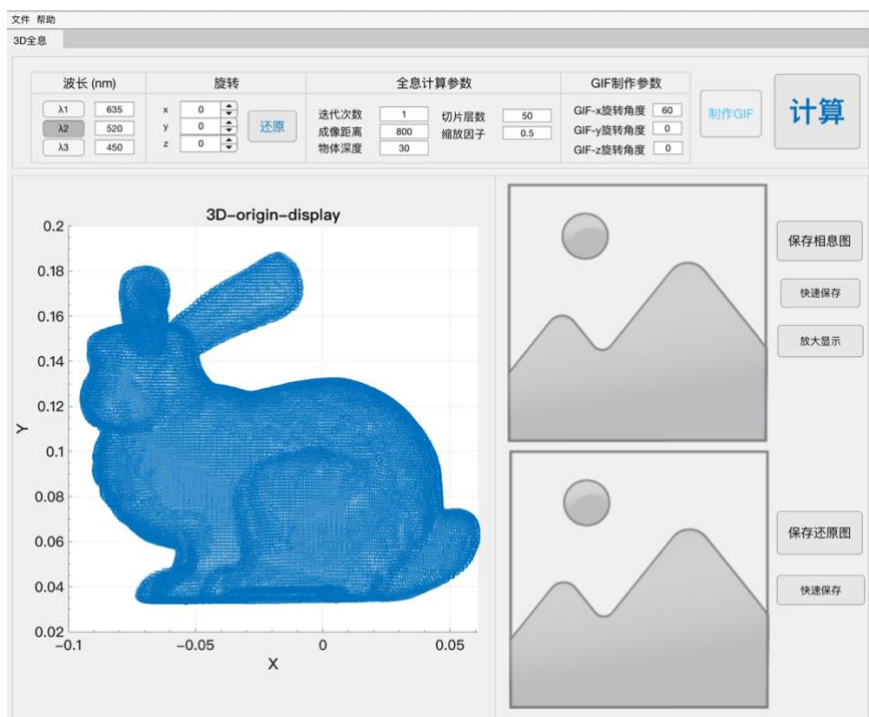 文件 帮助
3D全息
波长 (nm) 旋转 全息计算参数 GIF制作参数
λ1 635 x 0 迭代次数 1 切片层数 50 GIF-x旋转角度 60
λ2 520 y 0 还原 成像距离 800 缩放因子 0.5 GIF-y旋转角度 0 制作GIF 计算
λ3 450 z 0 物体深度 30 GIF-z旋转角度 0
3D-origin-display
0.2
0.18
0.16
0.14
0.12
0.1
0.08
0.06
0.04
0.02
Y
-0.1 -0.05 0 0.05
X
保存相息图
快速保存
放大显示
保存还原图
快速保存